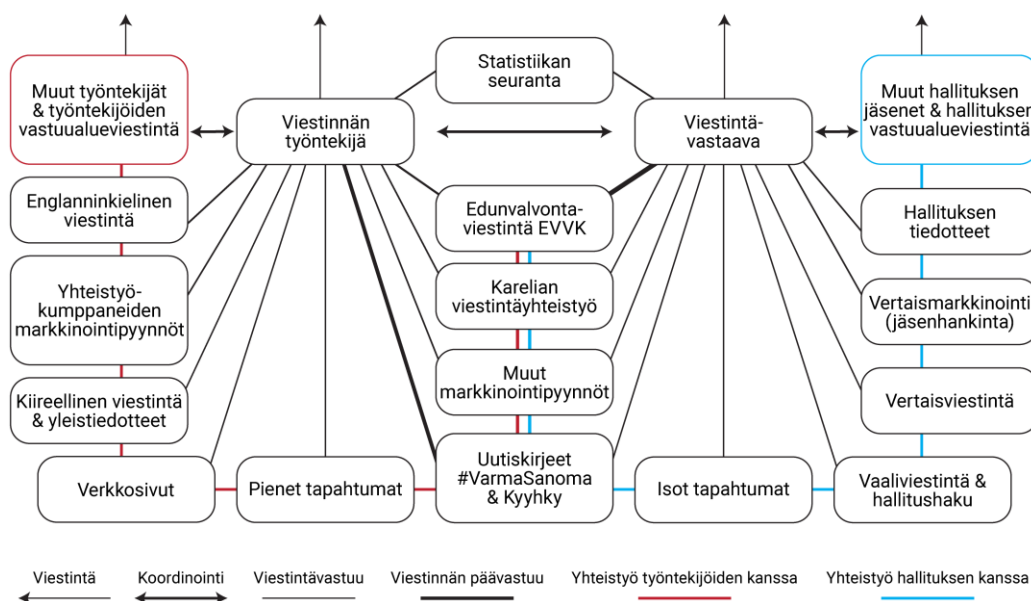 Statistiikan
seuranta
Muut työntekijät
& työntekijöiden
vastuualueviestintä
Viestinnän
työntekijä
Viestintä-
vastaava
Muut hallituksen
jäsenet & hallituksen
vastuualueviestintä
Englanninkielinen
viestintä
Edunvalvonta-
viestintä EVVK
Hallituksen
tiedotteet
Yhteistyö-
kumppaneiden
markkinointipyynnöt
Karelian
viestintäyhteistyö
Vertaismarkkinointi
(jäsenhankinta)
Kiireellinen viestintä
& yleistiedotteet
Muut
markkinointipyynnöt
Vertaisviestintä
Verkkosivut
Pienet tapahtumat
Uutiskirjeet
#VarmaSanoma
& Kyyhky
Isot tapahtumat
Vaaliviestintä &
hallitushaku
Viestintä
Koordinointi
Viestintävastuu
Viestinnän päävastuu
Yhteistyö työntekijöiden kanssa
Yhteistyö hallituksen kanssa